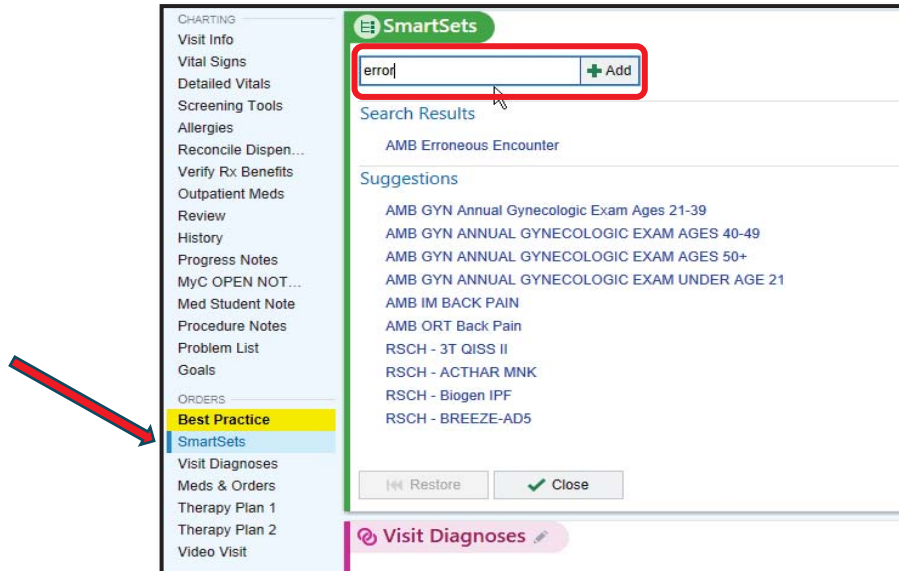 CHARTING
Visit Info
Vital Signs
Detailed Vitals
Screening Tools
Allergies
Reconcile Dispen...
Verify Rx Benefits
Outpatient Meds
Review
History
Progress Notes
MyC OPEN NOT...
Med Student Note
Procedure Notes
Problem List
Goals
ORDERS
Best Practice
SmartSets
Visit Diagnoses
Meds & Orders
Therapy Plan 1
Therapy Plan 2
Video Visit
SmartSets
error Add
Search Results
AMB Erroneous Encounter
Suggestions
AMB GYN Annual Gynecologic Exam Ages 21-39
AMB GYN ANNUAL GYNECOLOGIC EXAM AGES 40-49
AMB GYN ANNUAL GYNECOLOGIC EXAM AGES 50+
AMB GYN ANNUAL GYNECOLOGIC EXAM UNDER AGE 21
AMB IM BACK PAIN
AMB ORT Back Pain
RSCH - 3T QISS II
RSCH - ACTHAR MNK
RSCH - Biogen IPF
RSCH - BREEZE-AD5
Restore Close
Visit Diagnoses